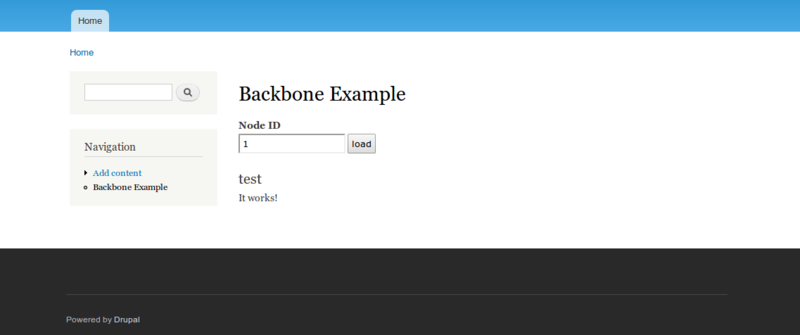 Home
Home
Backbone Example
Node ID
1 load
Navigation
Add content
Backbone Example
test
It works!
Powered by Drupal